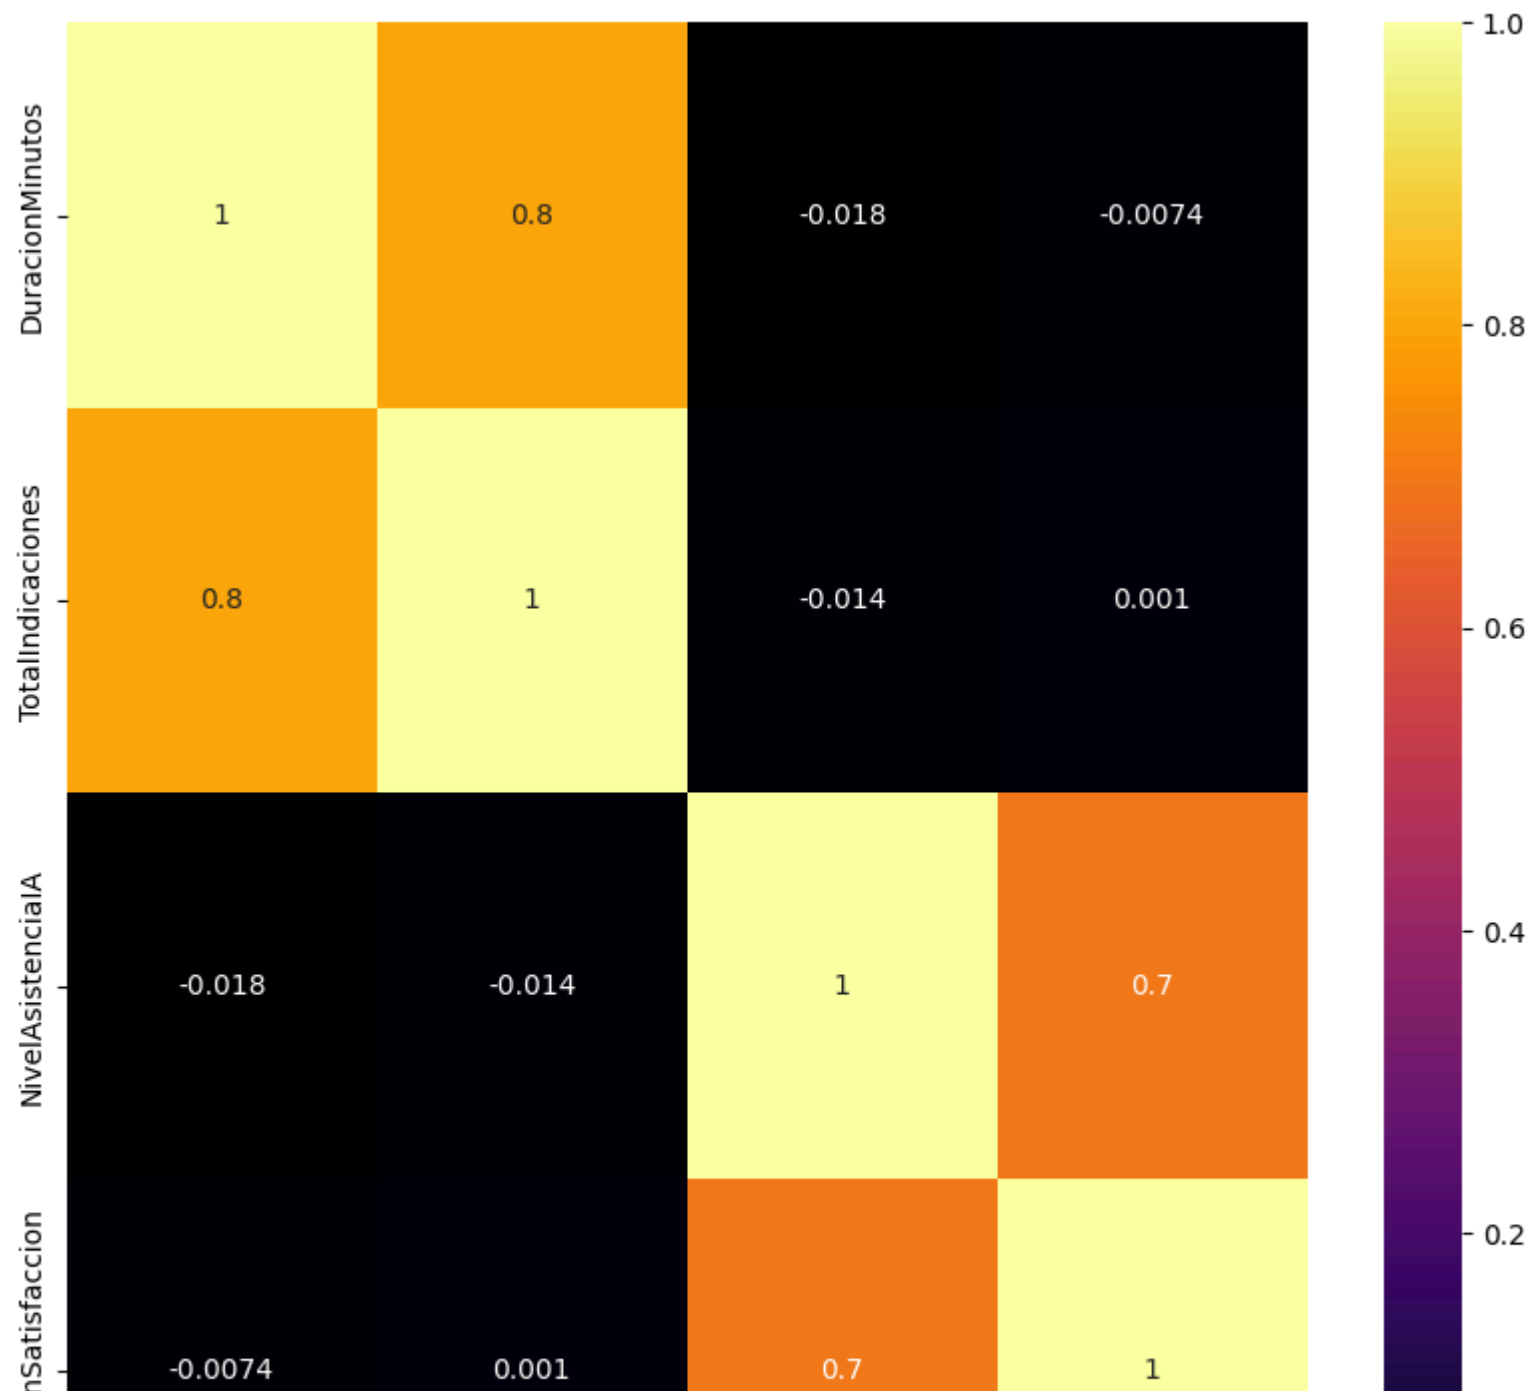 DuracionMinutos
1 0.8 -0.018 -0.0074
TotalIndicaciones
0.8 1 -0.014 0.001
NivelAsistenciaIA
-0.018 -0.014 1 0.7
nSatisfaccion
-0.0074 0.001 0.7 1
1.0
0.8
0.6
0.4
0.2